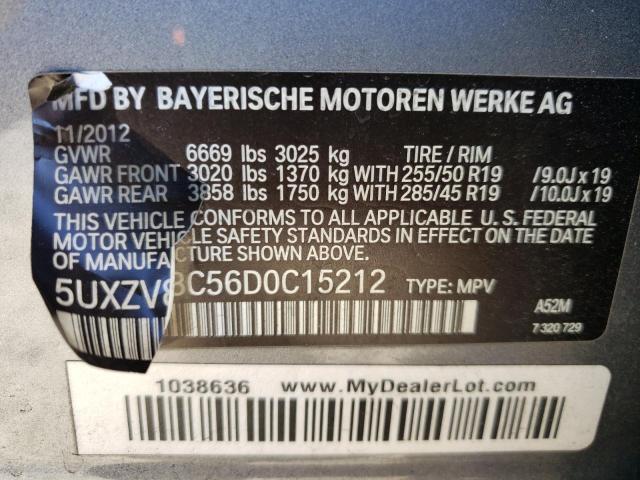 MFD BY BAYERISCHE MOTOREN WERKE AG
11/2012
GVWR 6669 lbs 3025 kg TIRE / RIM
GAWR FRONT 3020 lbs 1370 kg WITH 255/50 R19 /9.0J x 19
GAWR REAR 3858 lbs 1750 kg WITH 285/45 R19 /10.0J x 19
THIS VEHICLE CONFORMS TO ALL APPLICABLE U. S. FEDERAL
MOTOR VEHICLE SAFETY STANDARDS IN EFFECT ON THE DATE
OF MANUFACTURE SHOWN ABOVE.
5UXZV8C56D0C15212 TYPE: MPV
A52M
7 320 729
1038636 www.MyDealerLot.com